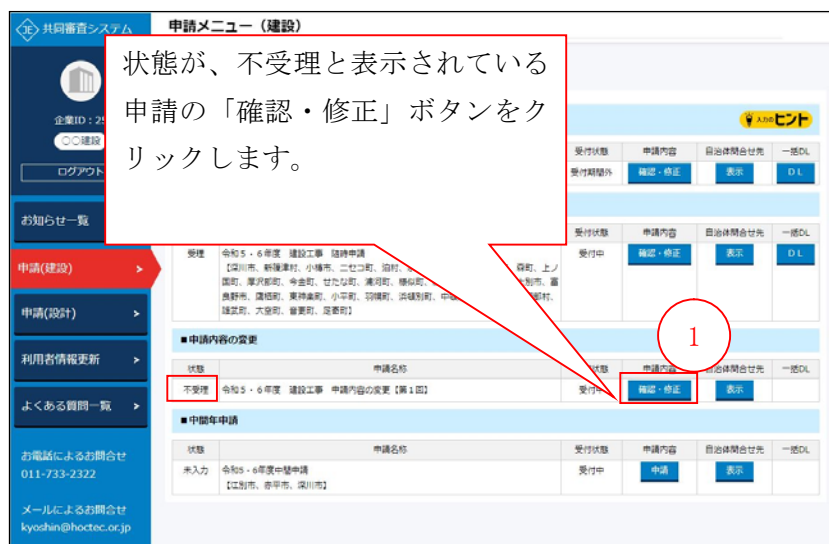 JE 共同審査システム
申請メニュー（建設）
状態が、不受理と表示されている
申請の「確認・修正」ボタンをク
リックします。
企業ID：25
〇〇建設
ログアウト
お知らせ一覧
申請(建設) >
申請(設計) >
利用者情報更新 >
よくある質問一覧 >
お電話によるお問合せ
011-733-2322
メールによるお問合せ
kyoshin@hoctec.or.jp
入力の ヒント
受付状態 申請内容 自治体問合せ先 一括DL
受付期間外 確認・修正 表示 DL
受付状態 申請内容 自治体問合せ先 一括DL
受理 令和5・6年度 建設工事 随時申請 受付中 確認・修正 表示 DL
【深川市、新篠津村、小樽市、二セコ町、泊村、 森町、上ノ
国町、厚沢部町、今金町、せたな町、浦河町、様似町、 士別市、富
良野市、鷹栖町、東神楽町、小平町、羽幌町、浜頓別町、
雄武町、大空町、音更町、足寄町】
■申請内容の変更
状態 申請名称 申請内容 自治体問合せ先 一括DL
不受理 令和5・6年度 建設工事 申請内容の変更【第1回】 受付中 確認・修正 表示
1
■中間年申請
状態 申請名称 受付状態 申請内容 自治体問合せ先 一括DL
未入力 令和5・6年度中間申請 受付中 申請 表示
【江別市、赤平市、深川市】